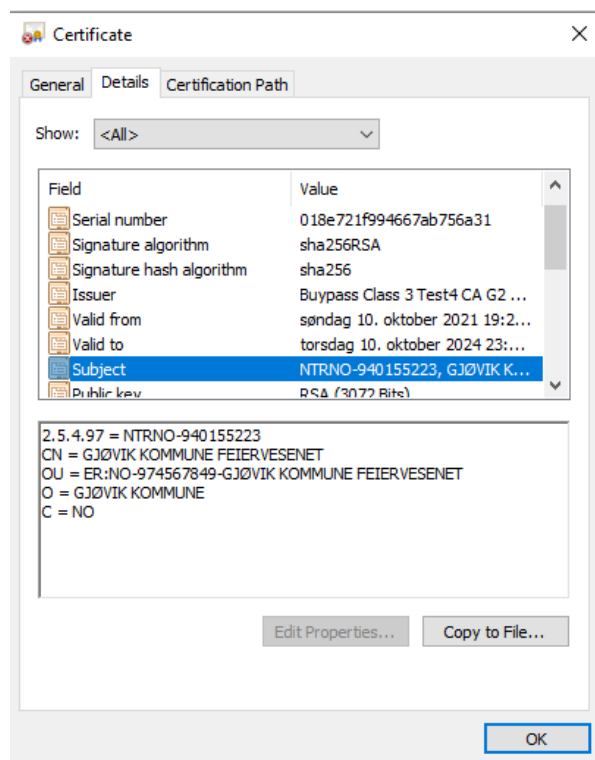 Certificate
General Details Certification Path
Show: <All>
Field Value
Serial number 018e721f994667ab756a31
Signature algorithm sha256RSA
Signature hash algorithm sha256
Issuer Buypass Class 3 Test4 CA G2 ...
Valid from søndag 10. oktober 2021 19:2...
Valid to torsdag 10. oktober 2024 23:...
Subject NTRNO-940155223, GJØVIK K...
Public key RSA (3072 Bits)
2.5.4.97 = NTRNO-940155223
CN = GJØVIK KOMMUNE FEIERVESENET
OU = ER:NO-974567849-GJØVIK KOMMUNE FEIERVESENET
O = GJØVIK KOMMUNE
C = NO
Edit Properties... Copy to File...
OK